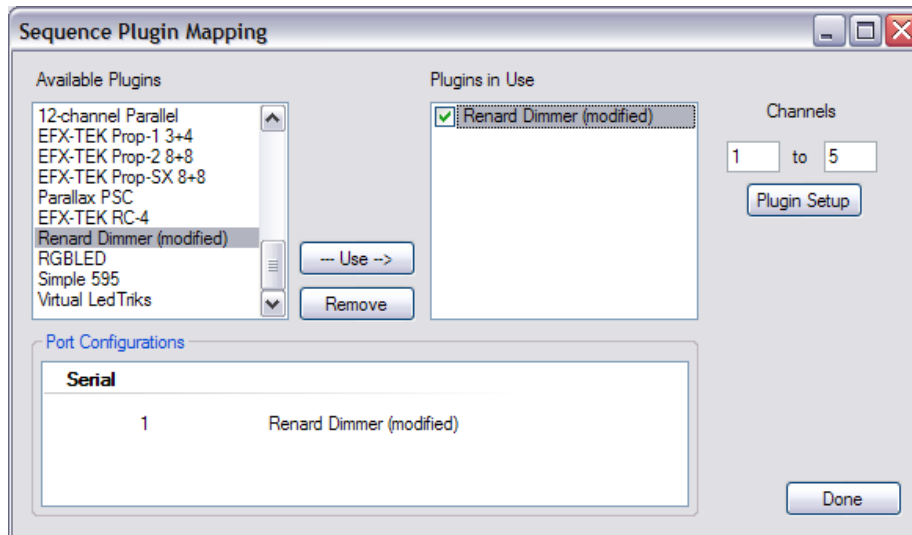 Sequence Plugin Mapping
Available Plugins
12-channel Parallel
EFX-TEK Prop-1 3+4
EFX-TEK Prop-2 8+8
EFX-TEK Prop-SX 8+8
Parallax PSC
EFX-TEK RC-4
Renard Dimmer (modified)
RGBLED
Simple 595
Virtual LedTriks
--- Use -->
Remove
Plugins in Use
Renard Dimmer (modified)
Channels
1 to 5
Plugin Setup
Port Configurations
Serial
1 Renard Dimmer (modified)
Done